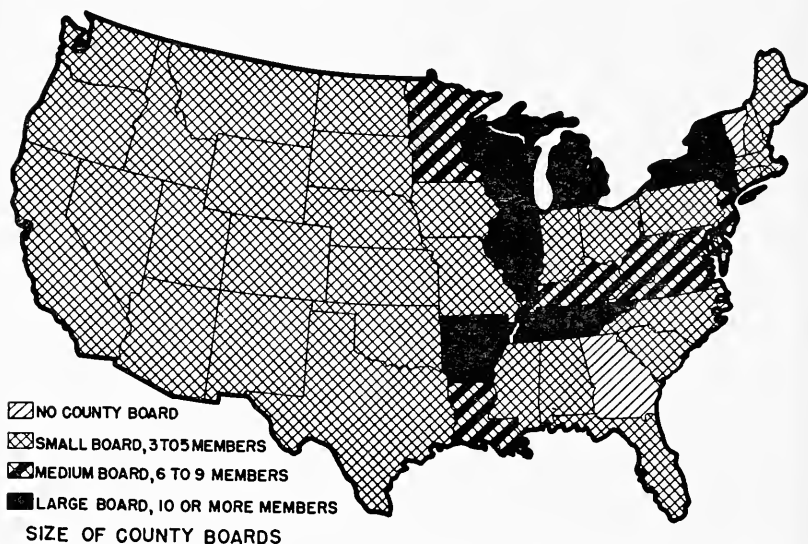 NO COUNTY BOARD
SMALL BOARD, 3 TO 5 MEMBERS
MEDIUM BOARD, 6 TO 9 MEMBERS
LARGE BOARD, 10 OR MORE MEMBERS
SIZE OF COUNTY BOARDS